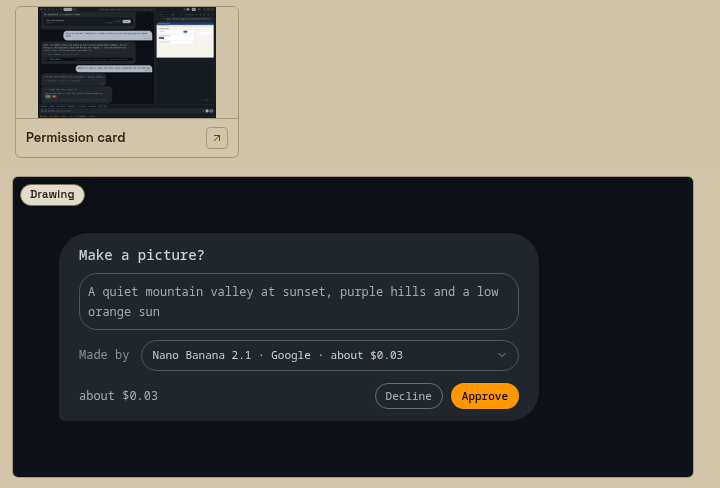 Permission card
Drawing
Make a picture?
A quiet mountain valley at sunset, purple hills and a low
orange sun
Made by
Nano Banana 2.1 · Google · about $0.03
about $0.03
Decline
Approve